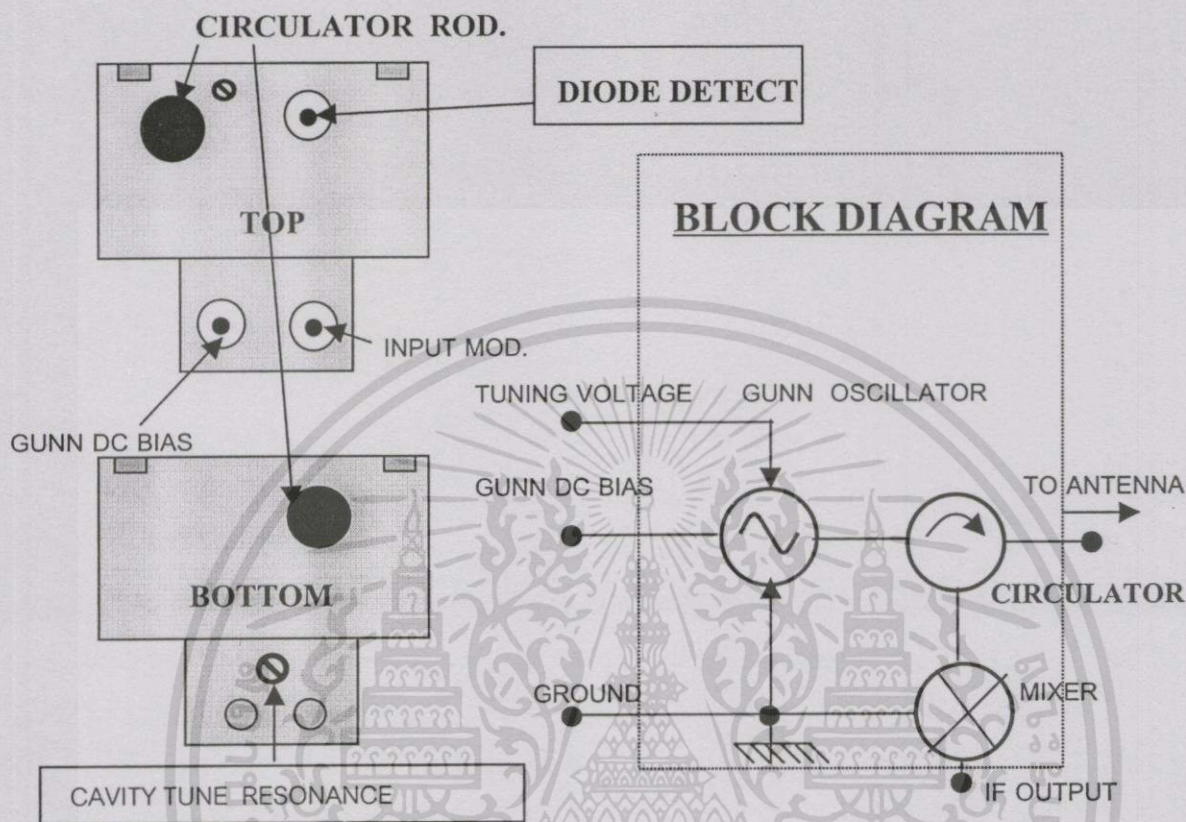 CIRCULATOR ROD.
DIODE DETECT
TOP
INPUT MOD.
GUNN DC BIAS
BOTTOM
CAVITY TUNE RESONANCE
BLOCK DIAGRAM
TUNING VOLTAGE
GUNN OSCILLATOR
GUNN DC BIAS
TO ANTENNA
CIRCULATOR
GROUND
MIXER
IF OUTPUT